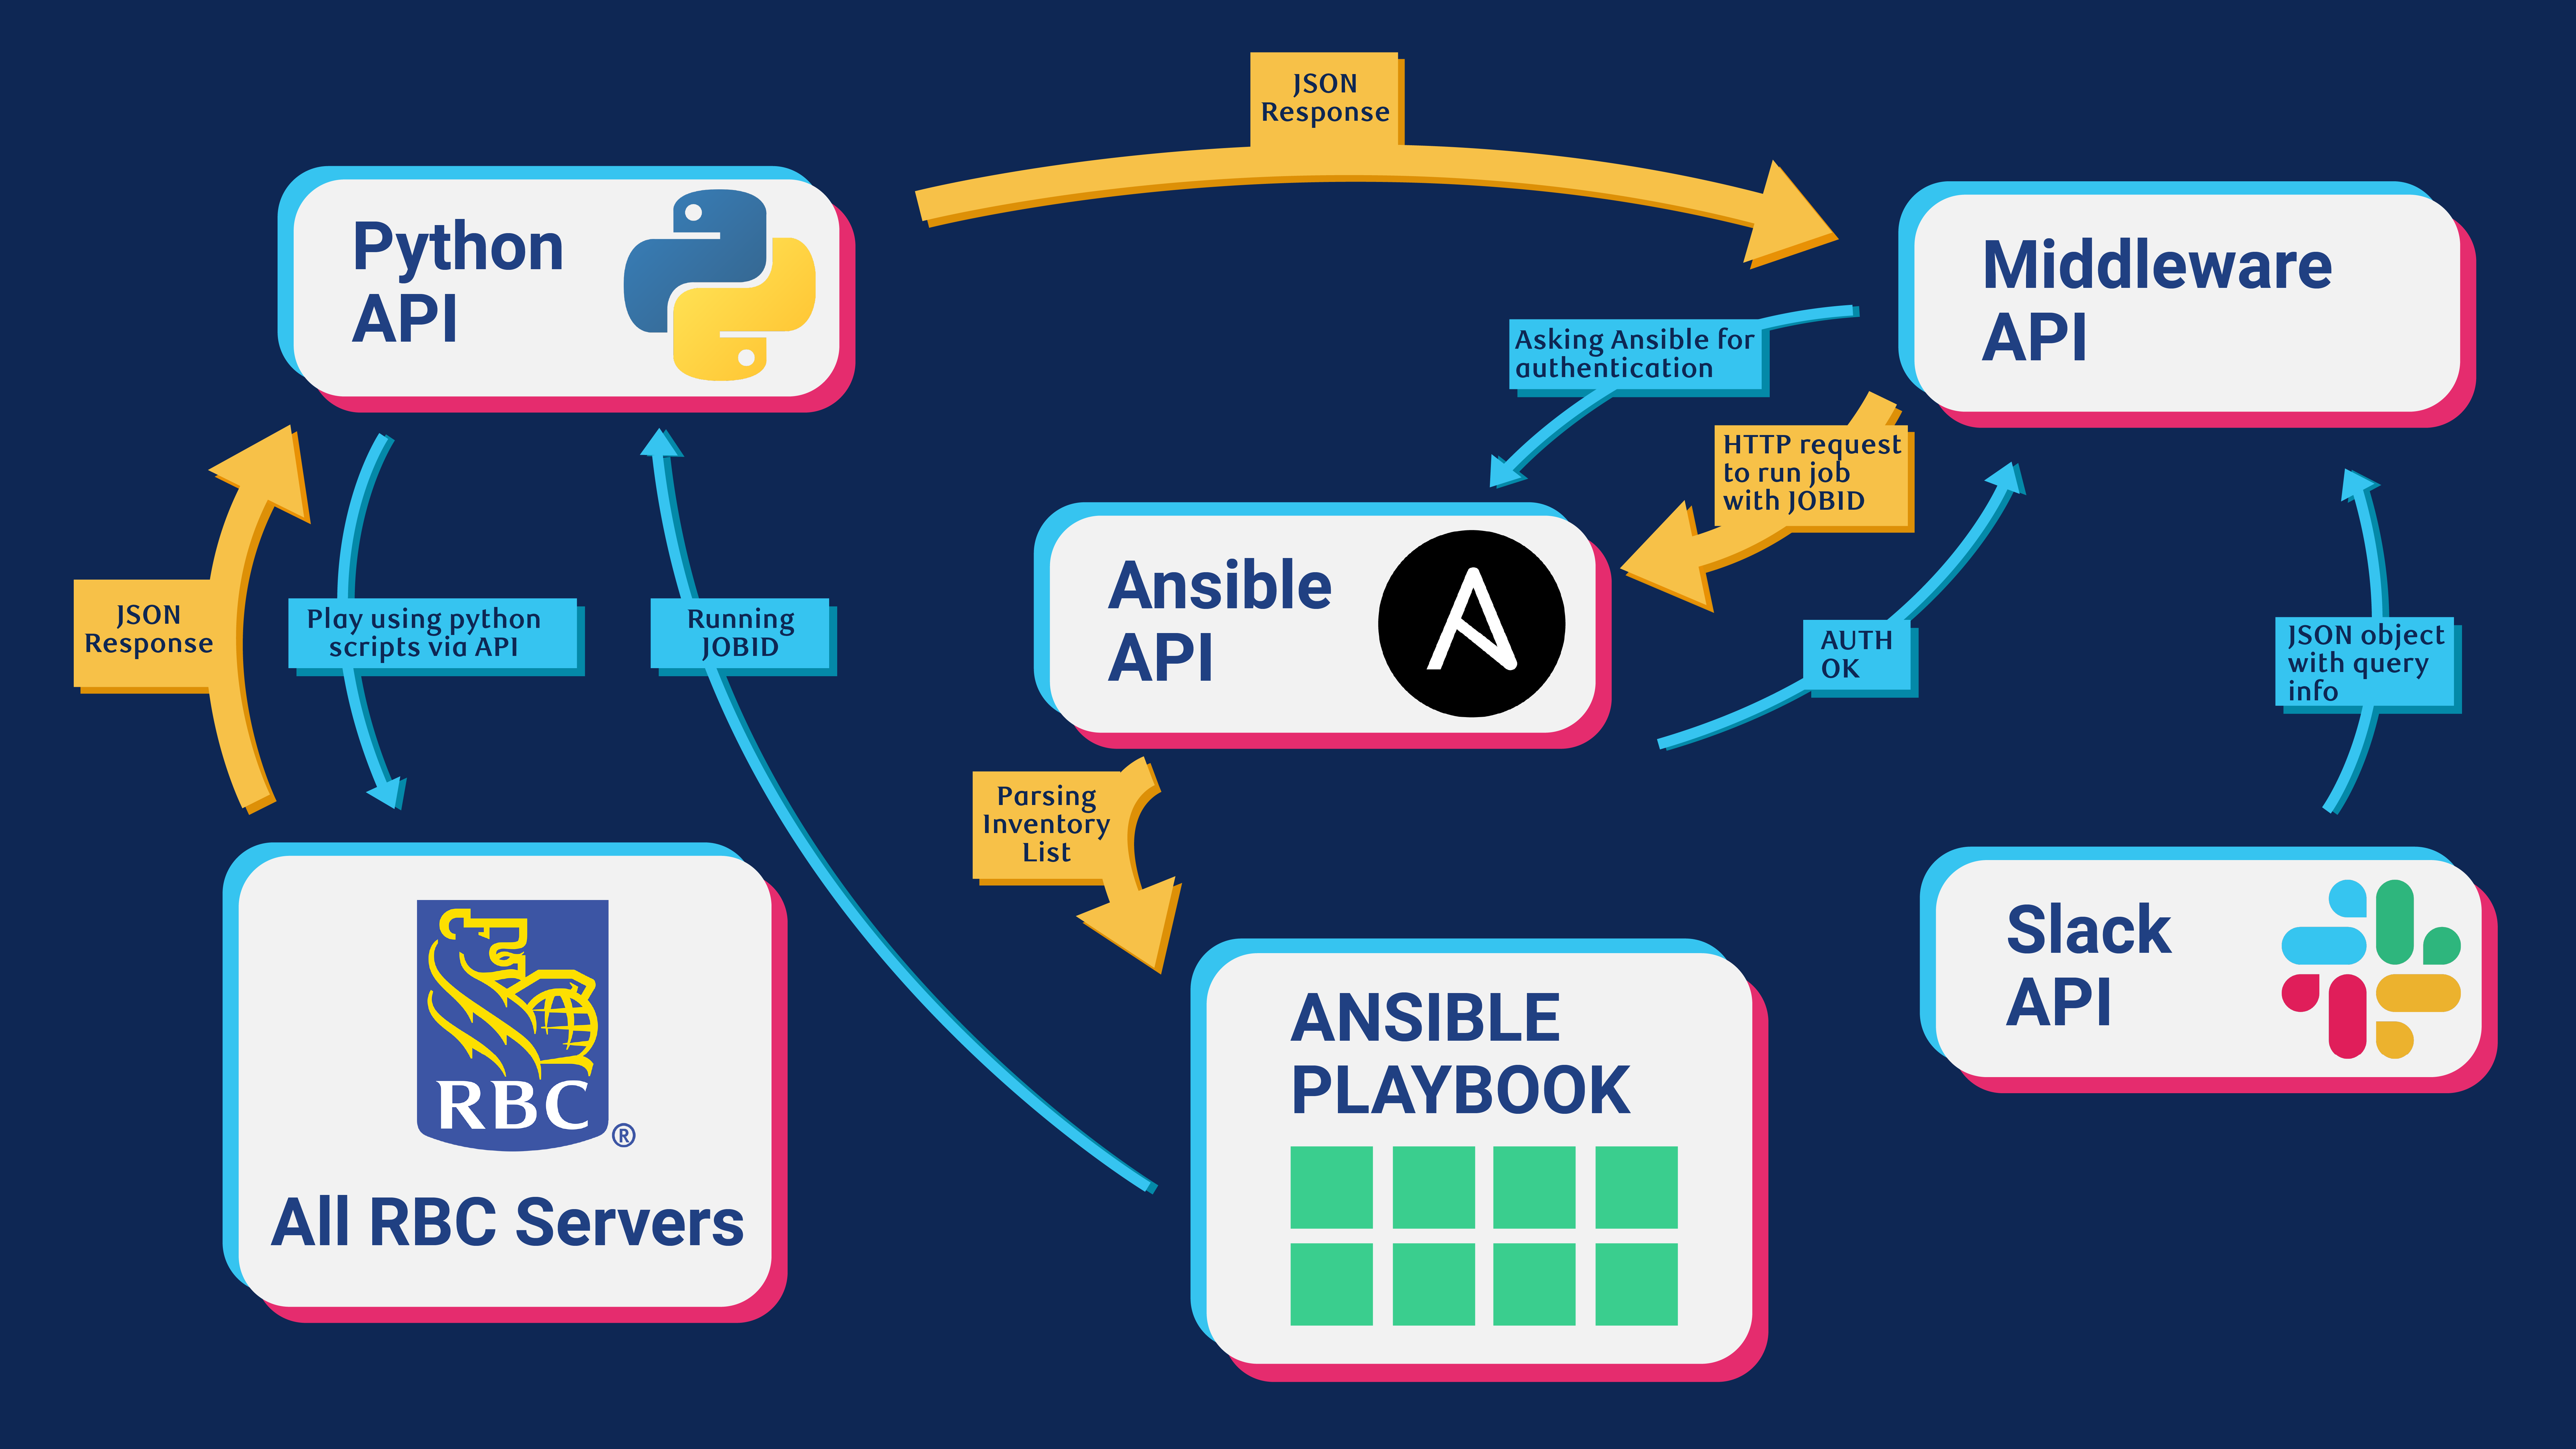 JSON
Response
Python
API
Middleware
API
Asking Ansible for
authentication
HTTP request
to run job
with JOBID
Ansible
API
JSON
Response
Play using python
scripts via API
Running
JOBID
AUTH
OK
JSON object
with query
info
Parsing
Inventory
List
Slack
API
ANSIBLE
PLAYBOOK
RBC
®
All RBC Servers